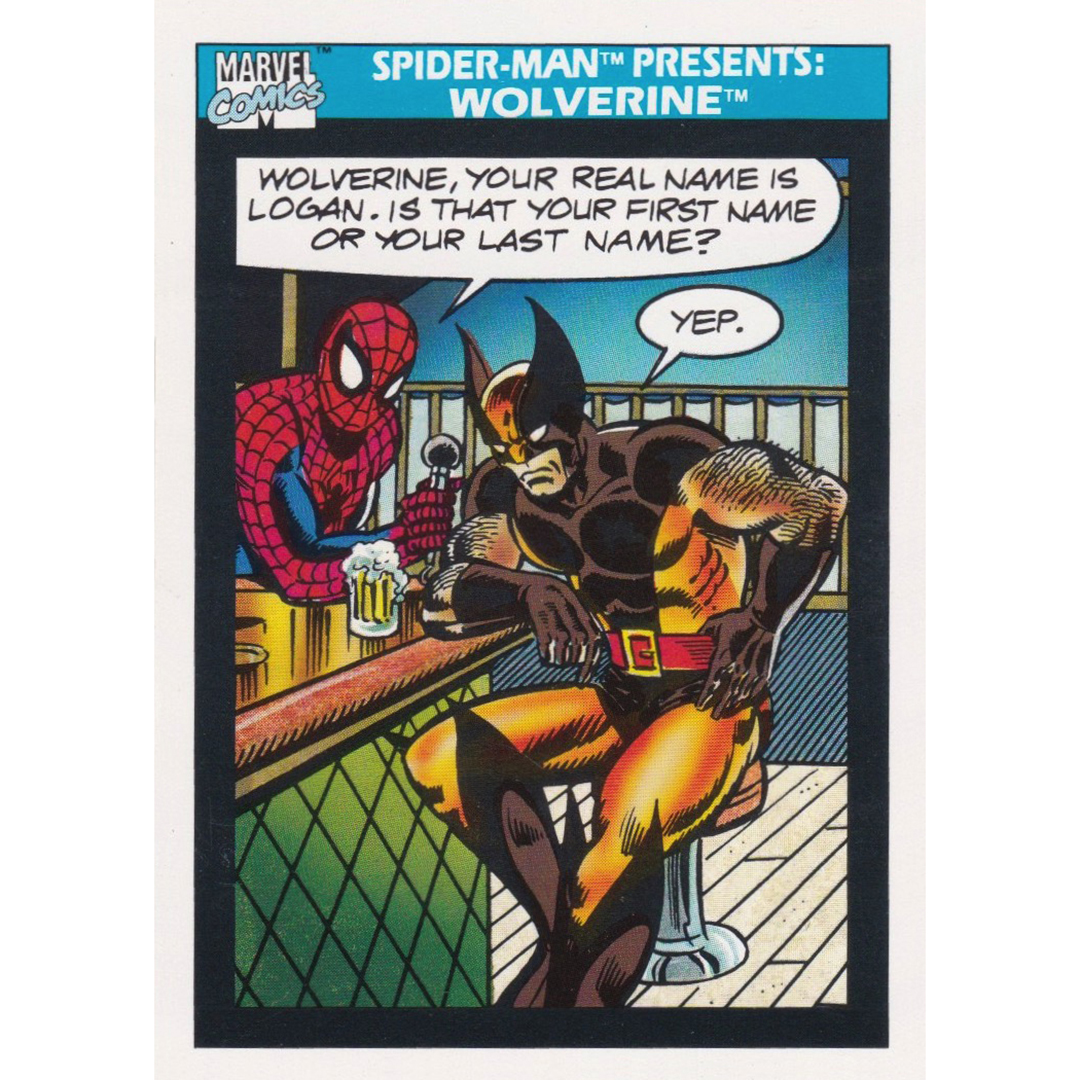 MARVEL™
COMICS
SPIDER-MAN™ PRESENTS:
WOLVERINE™
WOLVERINE, YOUR REAL NAME IS
LOGAN. IS THAT YOUR FIRST NAME
OR YOUR LAST NAME?
YEP.